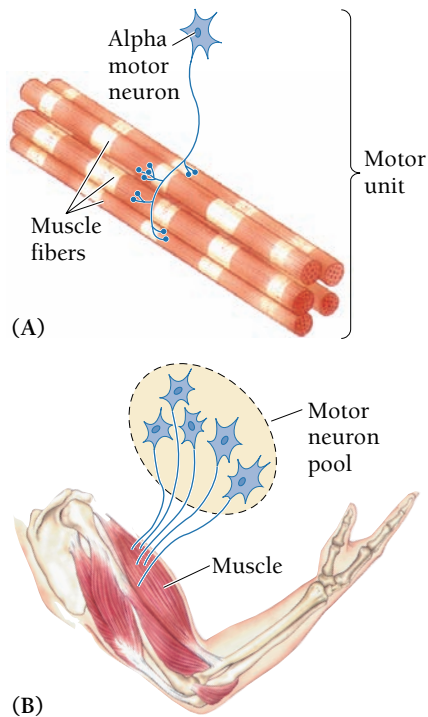 Alpha
motor
neuron
Motor
unit
Muscle
fibers
(A)
Motor
neuron
pool
Muscle
(B)